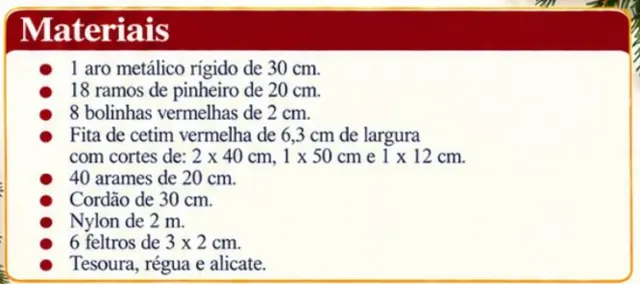 Materiais
1 aro metálico rígido de 30 cm.
18 ramos de pinheiro de 20 cm.
8 bolinhas vermelhas de 2 cm.
Fita de cetim vermelha de 6,3 cm de largura
com cortes de: 2 x 40 cm, 1 x 50 cm e 1 x 12 cm.
40 arames de 20 cm.
Cordão de 30 cm.
Nylon de 2 m.
6 feltros de 3 x 2 cm.
Tesoura, régua e alicate.